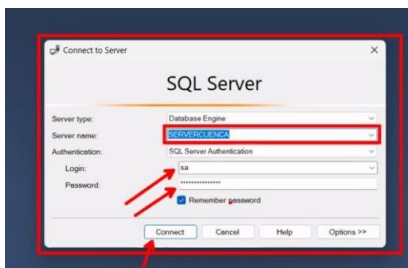 Connect to Server
SQL Server
Server type: Database Engine
Server name: SERVERCUENCA
Authentication: SQL Server Authentication
Login: sa
Password: ***************
Remember password
Connect Cancel Help Options >>